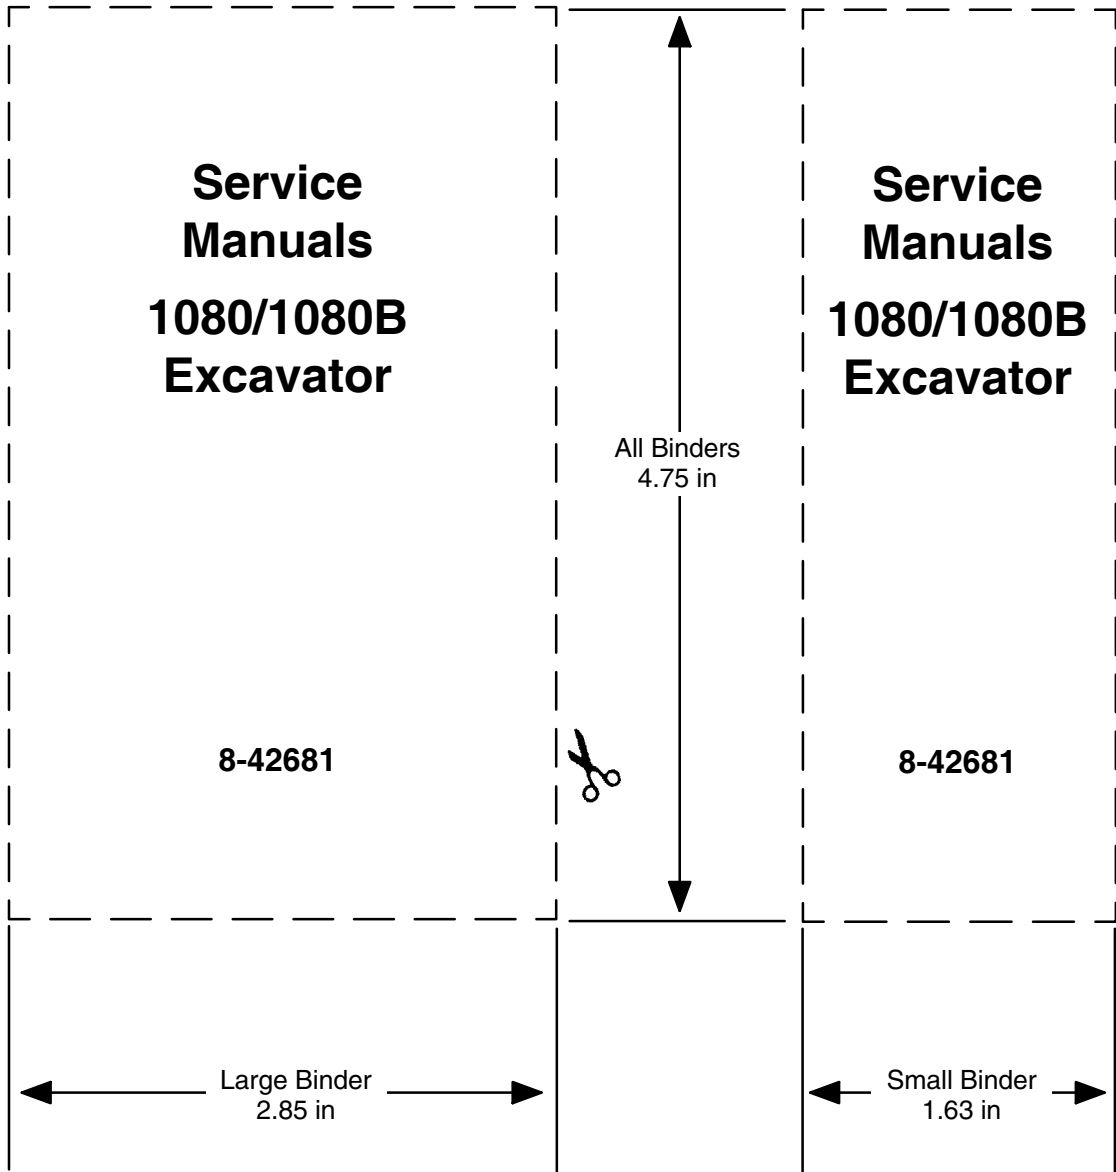 Service
Manuals
1080/1080B
Excavator
8-42681
All Binders
4.75 in
Service
Manuals
1080/1080B
Excavator
8-42681
Large Binder
2.85 in
Small Binder
1.63 in